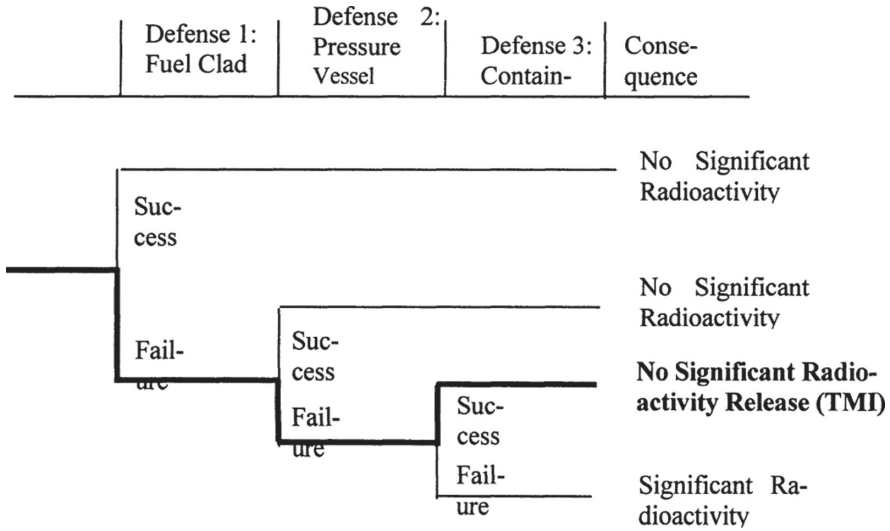 Defense 1:
Fuel Clad
Defense 2:
Pressure
Vessel
Defense 3:
Contain-
Conse-
quence
No Significant
Radioactivity
Suc-
cess
No Significant
Radioactivity
Fail-
ure
Suc-
cess
No Significant Radio-
activity Release (TMI)
Fail-
ure
Suc-
cess
Fail-
ure
Significant Ra-
dioactivity